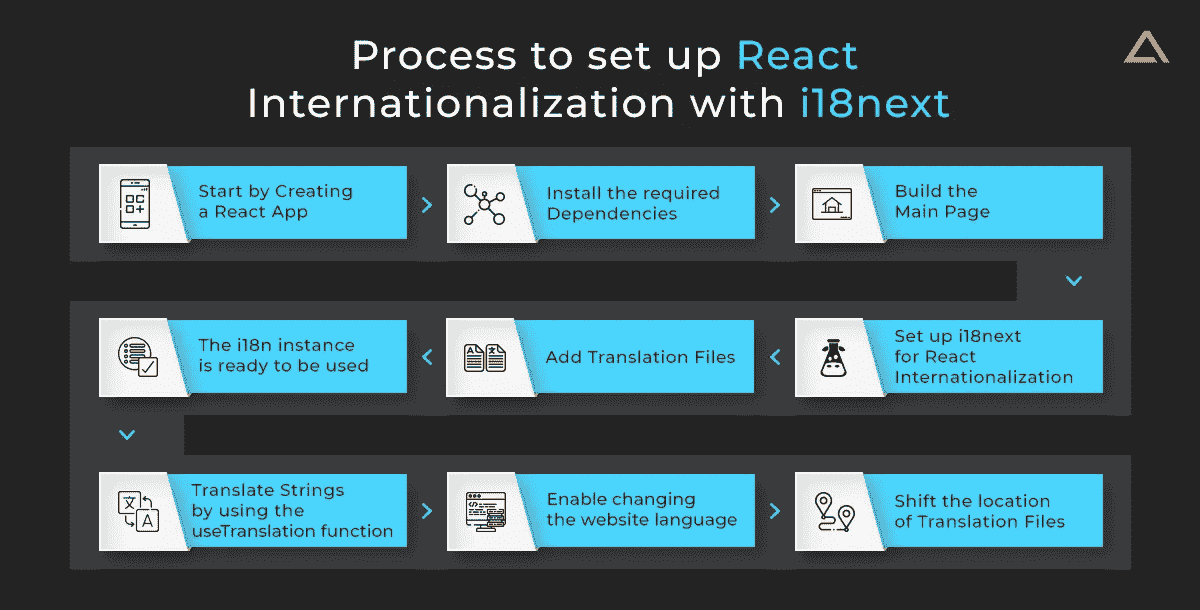 Process to set up React
Internationalization with i18next
Start by Creating
a React App
Install the required
Dependencies
Build the
Main Page
Set up i18next
for React
Internationalization
Add Translation Files
The i18n instance
is ready to be used
Translate Strings
by using the
useTranslation function
Enable changing
the website language
Shift the location
of Translation Files